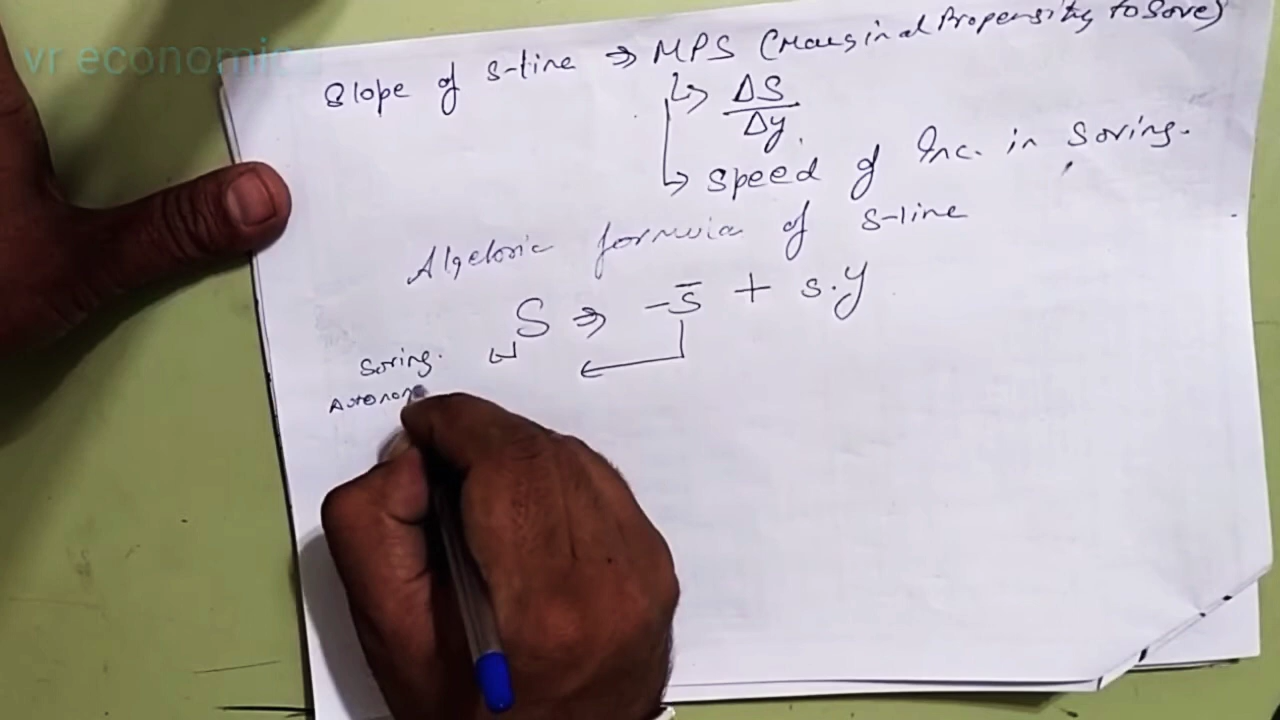 vr economics
Slope of s-line ⇒ MPS (Marginal Propensity to Save)
↳ ΔS
Δy.
↳ Speed of Inc. in Saving.
Algebric formula of s-line
S ⇒ -s̄ + s.y
Saving.
Autonom